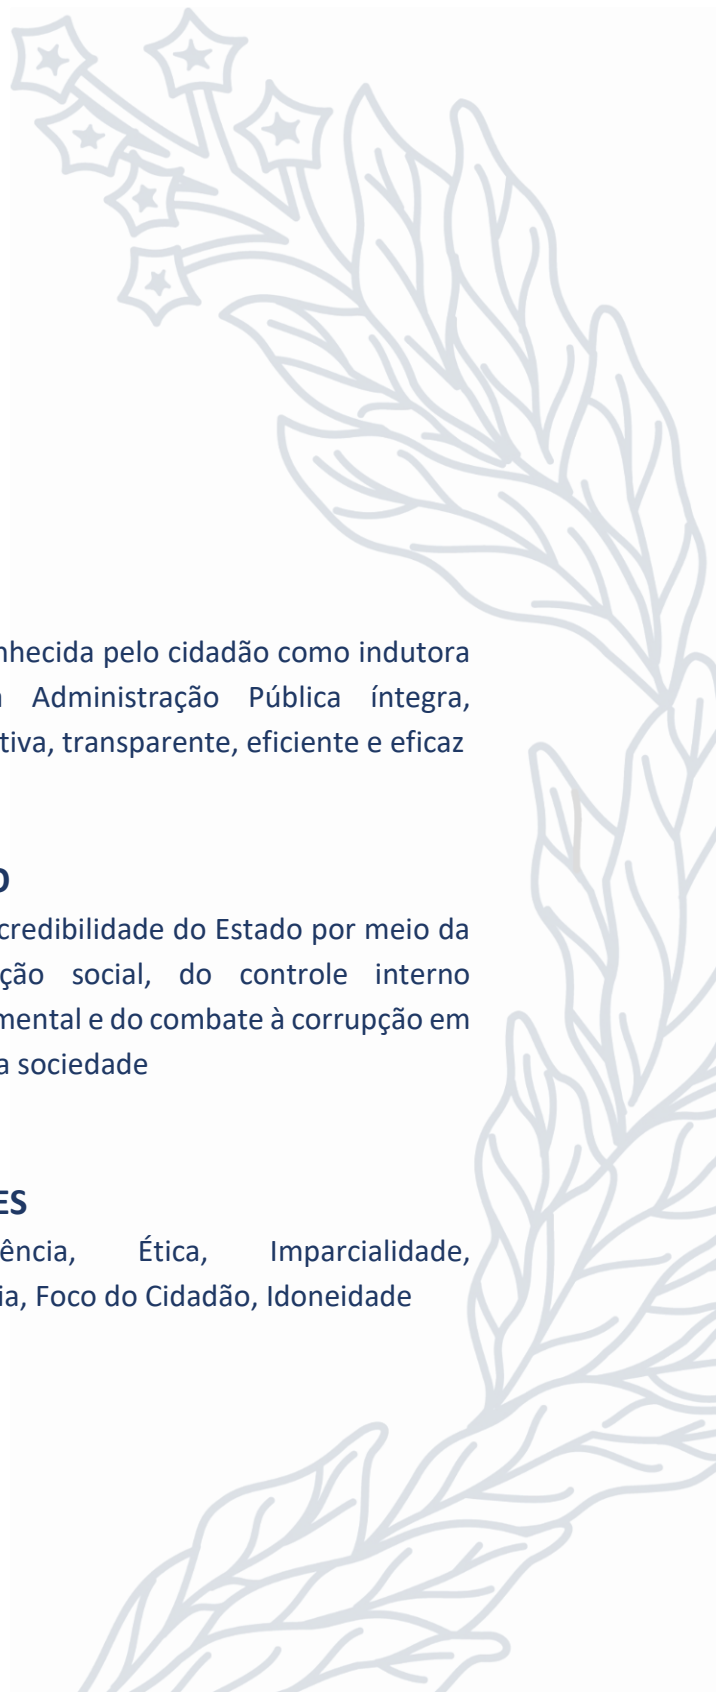 nhecida pelo cidadão como indutora
Administração Pública íntegra,
tiva, transparente, eficiente e eficaz
O
credibilidade do Estado por meio da
ção social, do controle interno
mental e do combate à corrupção em
a sociedade
ES
ência, Ética, Imparcialidade,
ia, Foco do Cidadão, Idoneidade